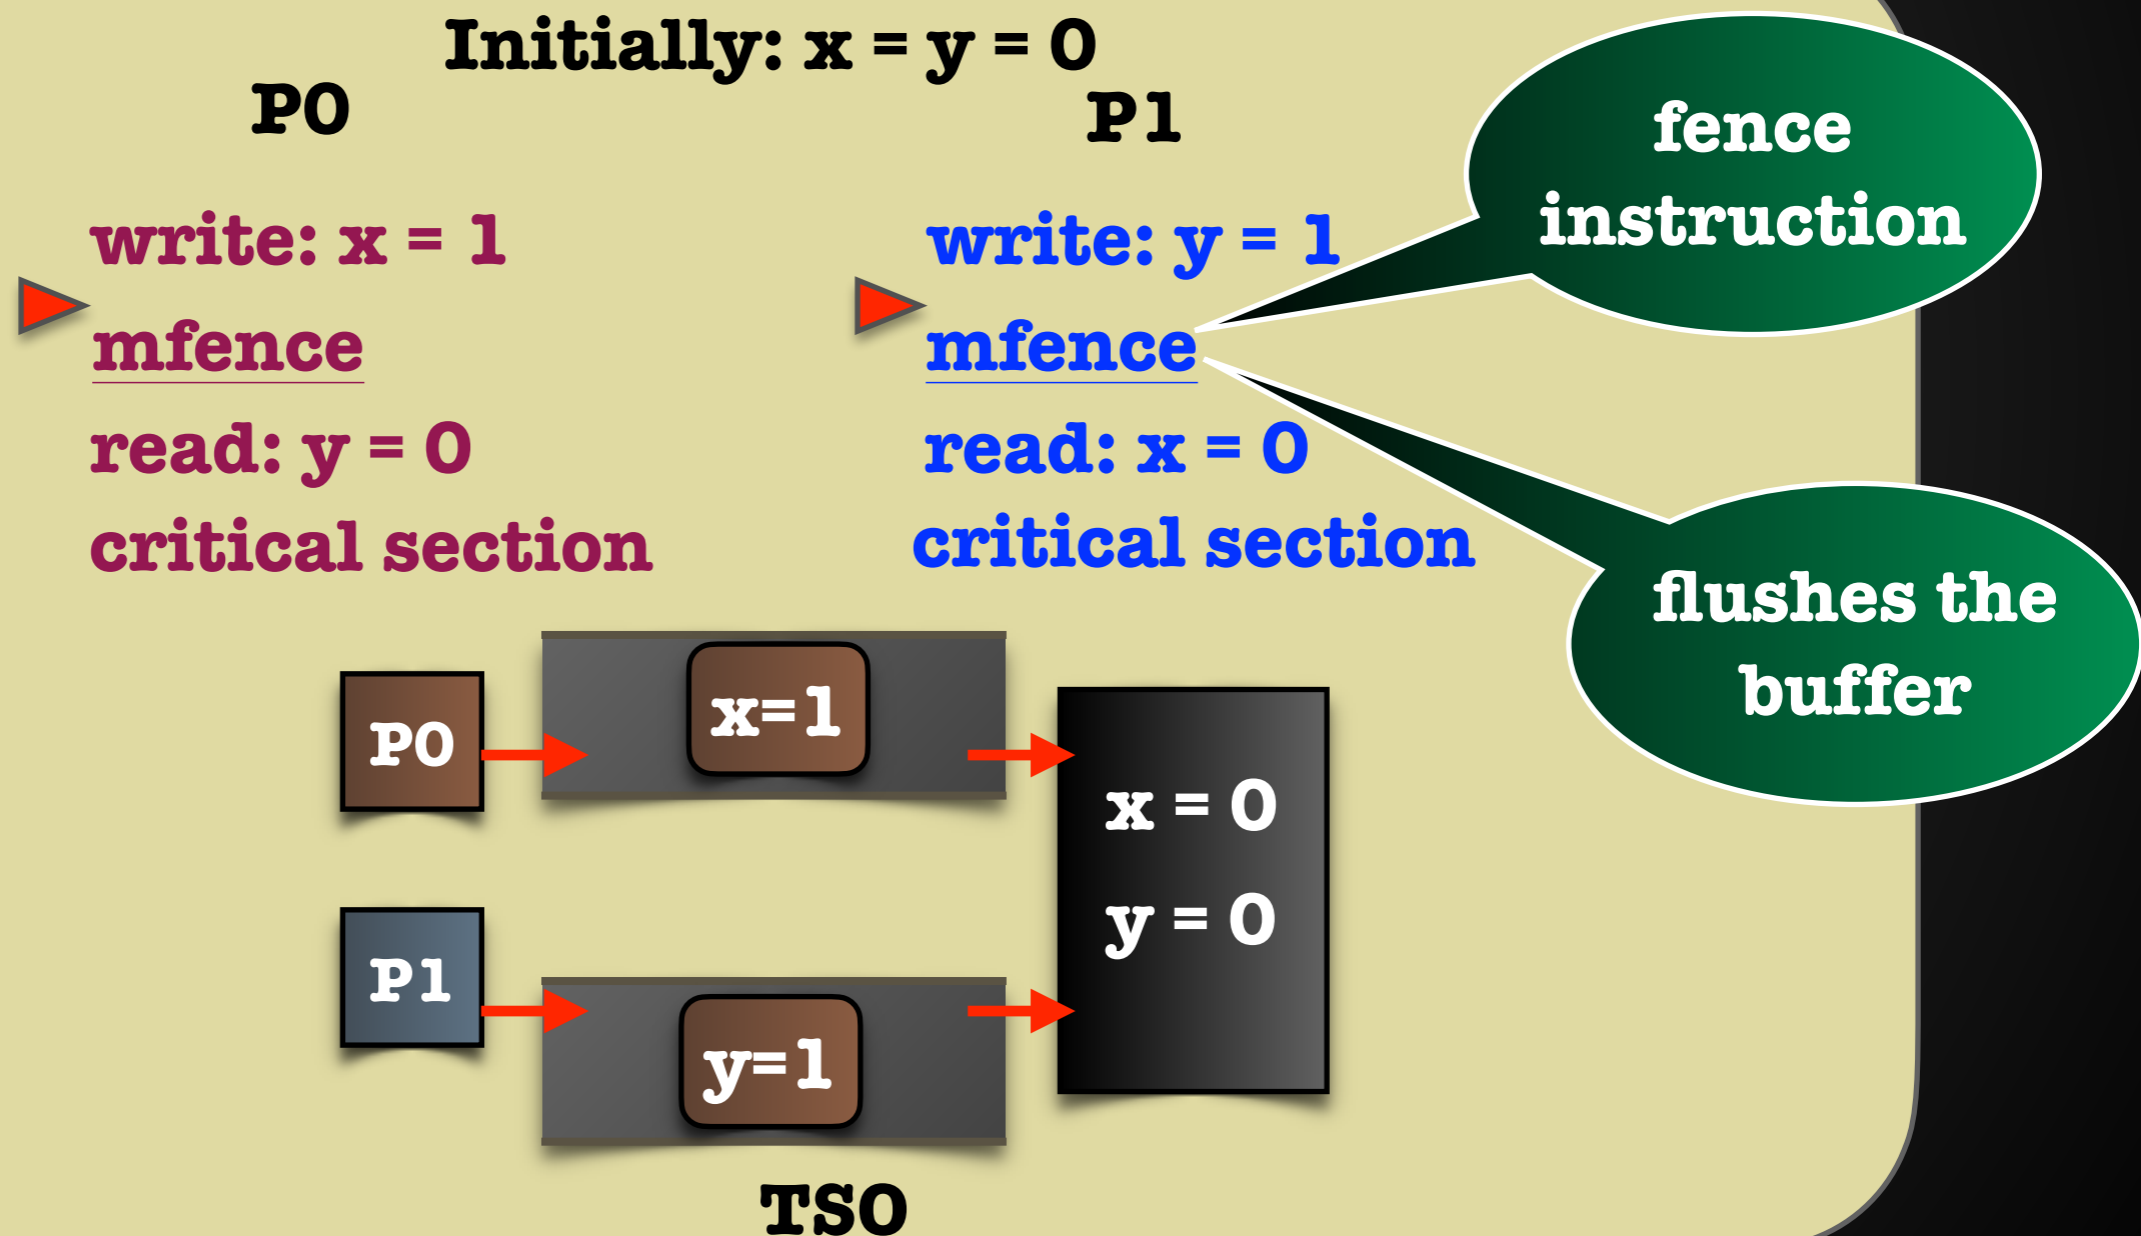 Initially: x = y = 0
P0
P1
write: x = 1
mfence
read: y = 0
critical section
write: y = 1
mfence
read: x = 0
critical section
fence
instruction
flushes the
buffer
P0
x=1
x = 0
y = 0
P1
y=1
TSO